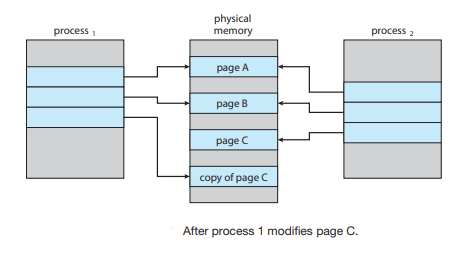 process 1
physical
memory
process 2
page A
page B
page C
copy of page C
After process 1 modifies page C.